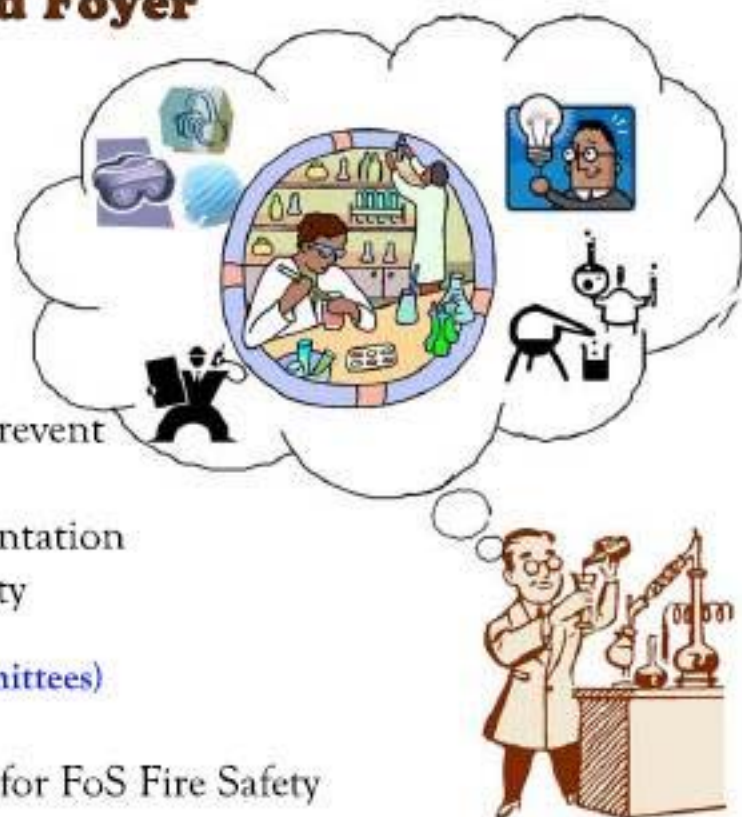 d Foyer
revent
ntation
ty
nittees)
for FoS Fire Safety